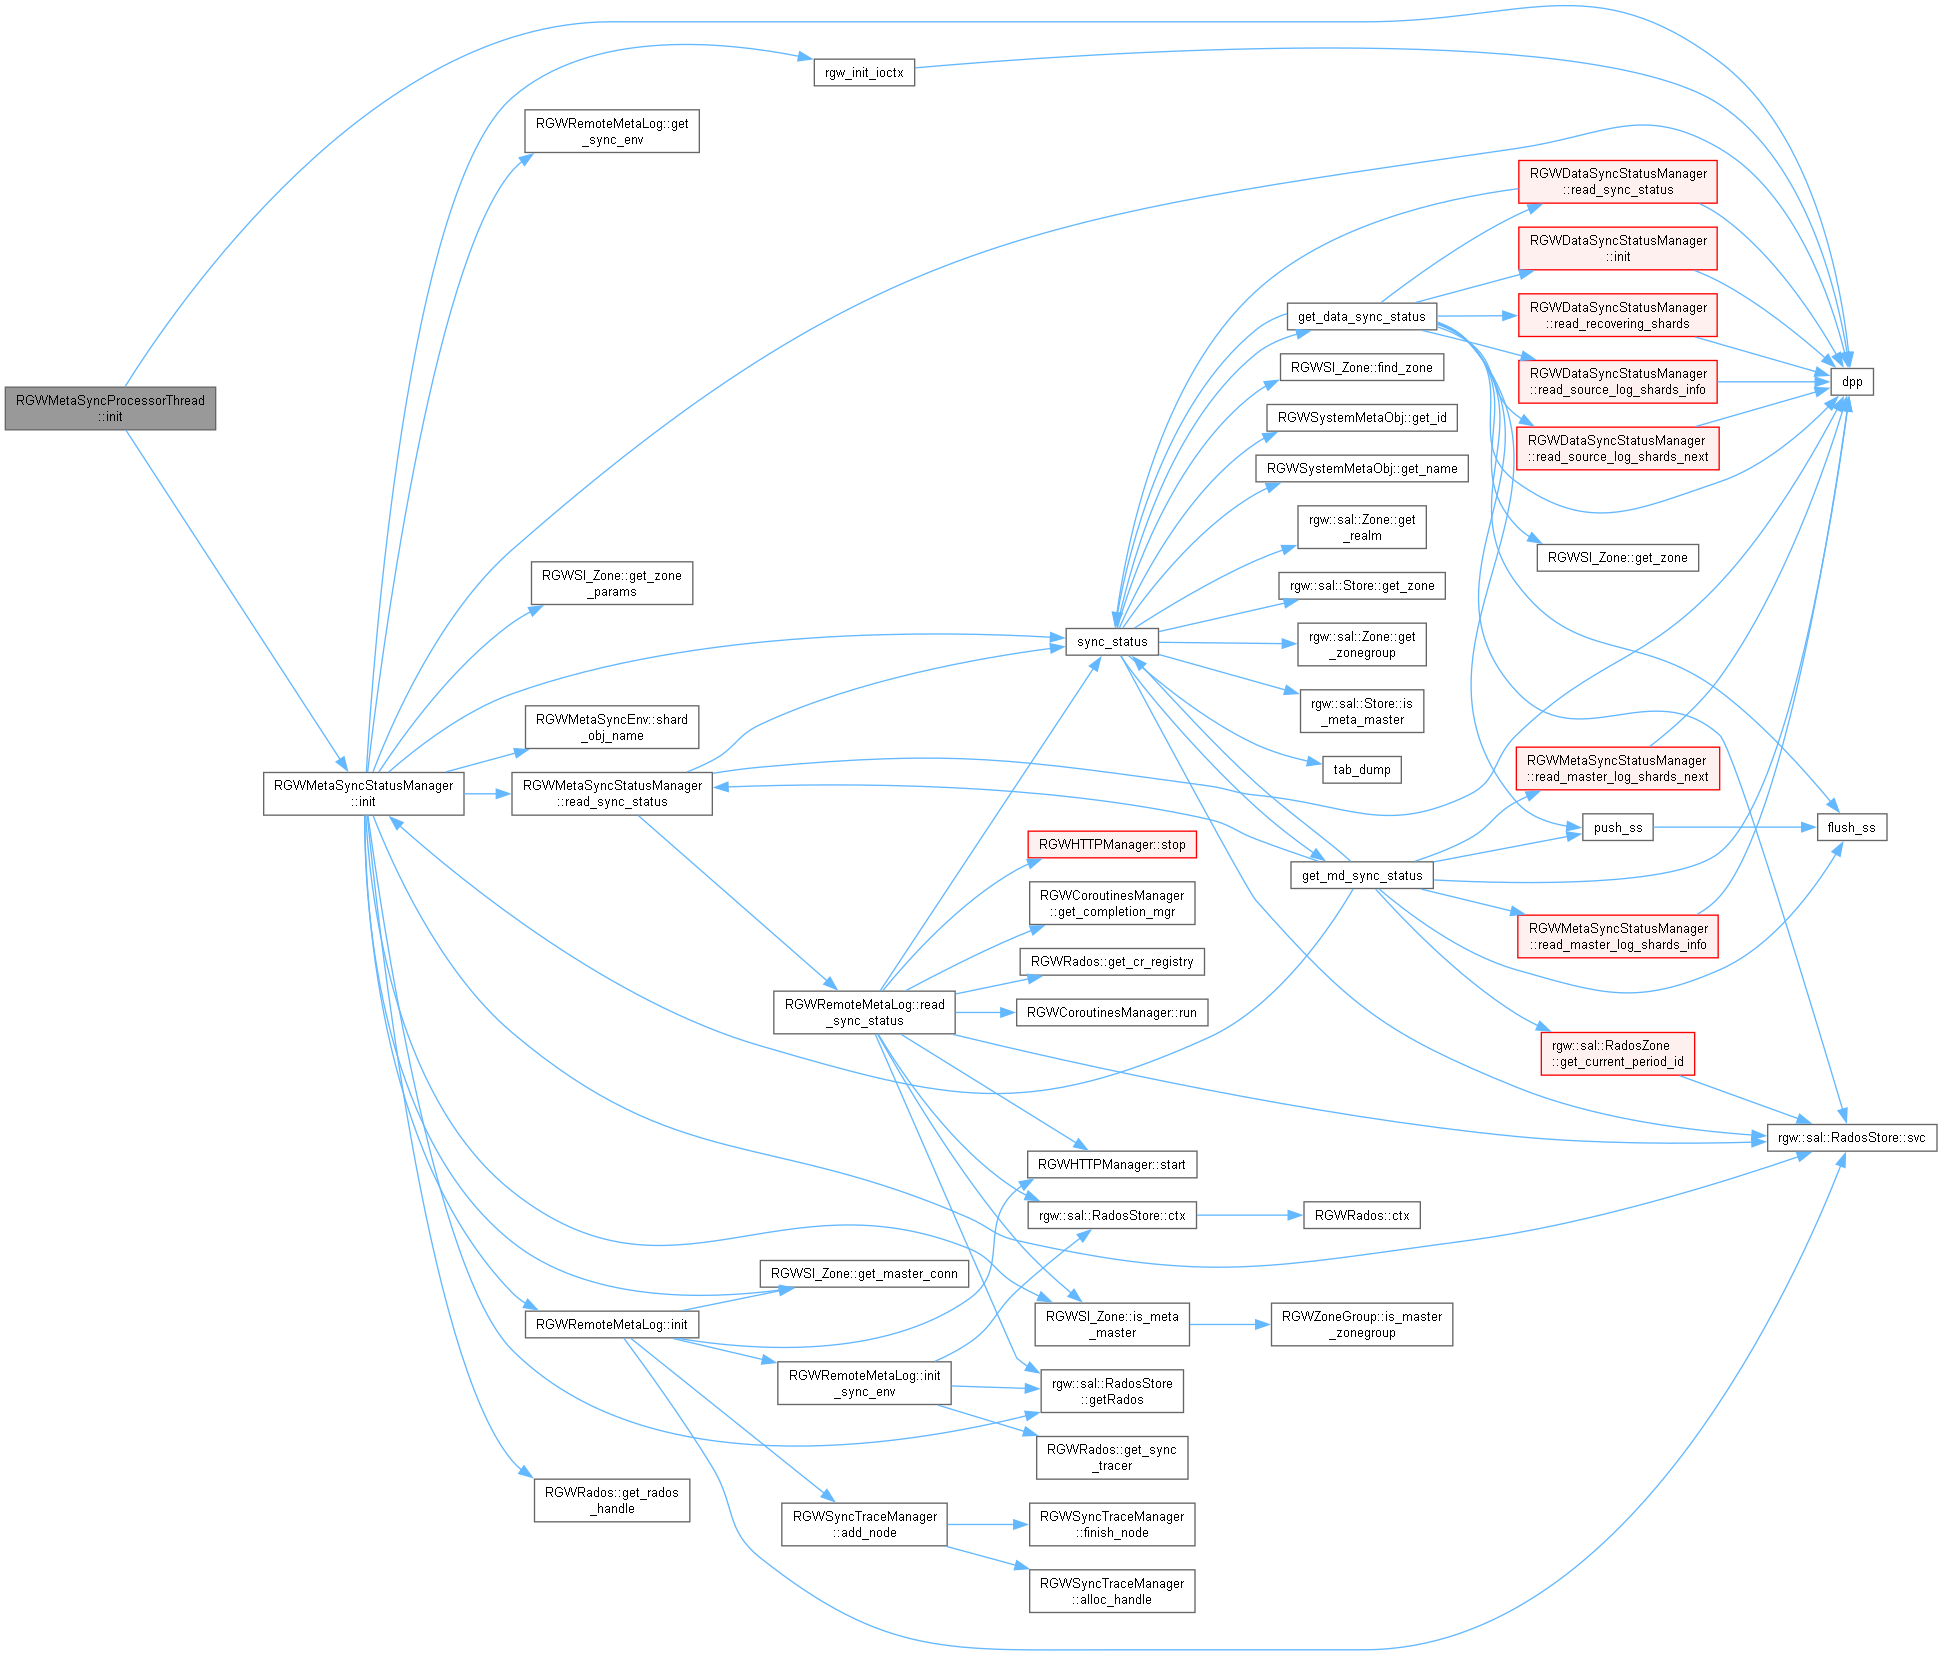 RGWMetaSyncProcessorThread
::init
RGWMetaSyncStatusManager
::init
rgw_init_ioctx
RGWRemoteMetaLog::get
_sync_env
RGWSI_Zone::get_zone
_params
RGWMetaSyncEnv::shard
_obj_name
RGWMetaSyncStatusManager
::read_sync_status
RGWRemoteMetaLog::read
_sync_status
RGWSI_Zone::get_master_conn
RGWRemoteMetaLog::init
RGWRemoteMetaLog::init
_sync_env
RGWRados::get_rados
_handle
RGWSyncTraceManager
::add_node
sync_status
RGWHTTPManager::stop
RGWCoroutinesManager
::get_completion_mgr
RGWRados::get_cr_registry
RGWCoroutinesManager::run
RGWHTTPManager::start
rgw::sal::RadosStore::ctx
RGWSI_Zone::is_meta
_master
rgw::sal::RadosStore
::getRados
RGWRados::get_sync
_tracer
RGWSyncTraceManager
::finish_node
RGWSyncTraceManager
::alloc_handle
get_data_sync_status
RGWSI_Zone::find_zone
RGWSystemMetaObj::get_id
RGWSystemMetaObj::get_name
rgw::sal::Zone::get
_realm
rgw::sal::Store::get_zone
rgw::sal::Zone::get
_zonegroup
rgw::sal::Store::is
_meta_master
tab_dump
get_md_sync_status
RGWRados::ctx
RGWZoneGroup::is_master
_zonegroup
RGWDataSyncStatusManager
::read_sync_status
RGWDataSyncStatusManager
::init
RGWDataSyncStatusManager
::read_recovering_shards
RGWDataSyncStatusManager
::read_source_log_shards_info
RGWDataSyncStatusManager
::read_source_log_shards_next
RGWSI_Zone::get_zone
RGWMetaSyncStatusManager
::read_master_log_shards_next
push_ss
RGWMetaSyncStatusManager
::read_master_log_shards_info
rgw::sal::RadosZone
::get_current_period_id
dpp
flush_ss
rgw::sal::RadosStore::svc